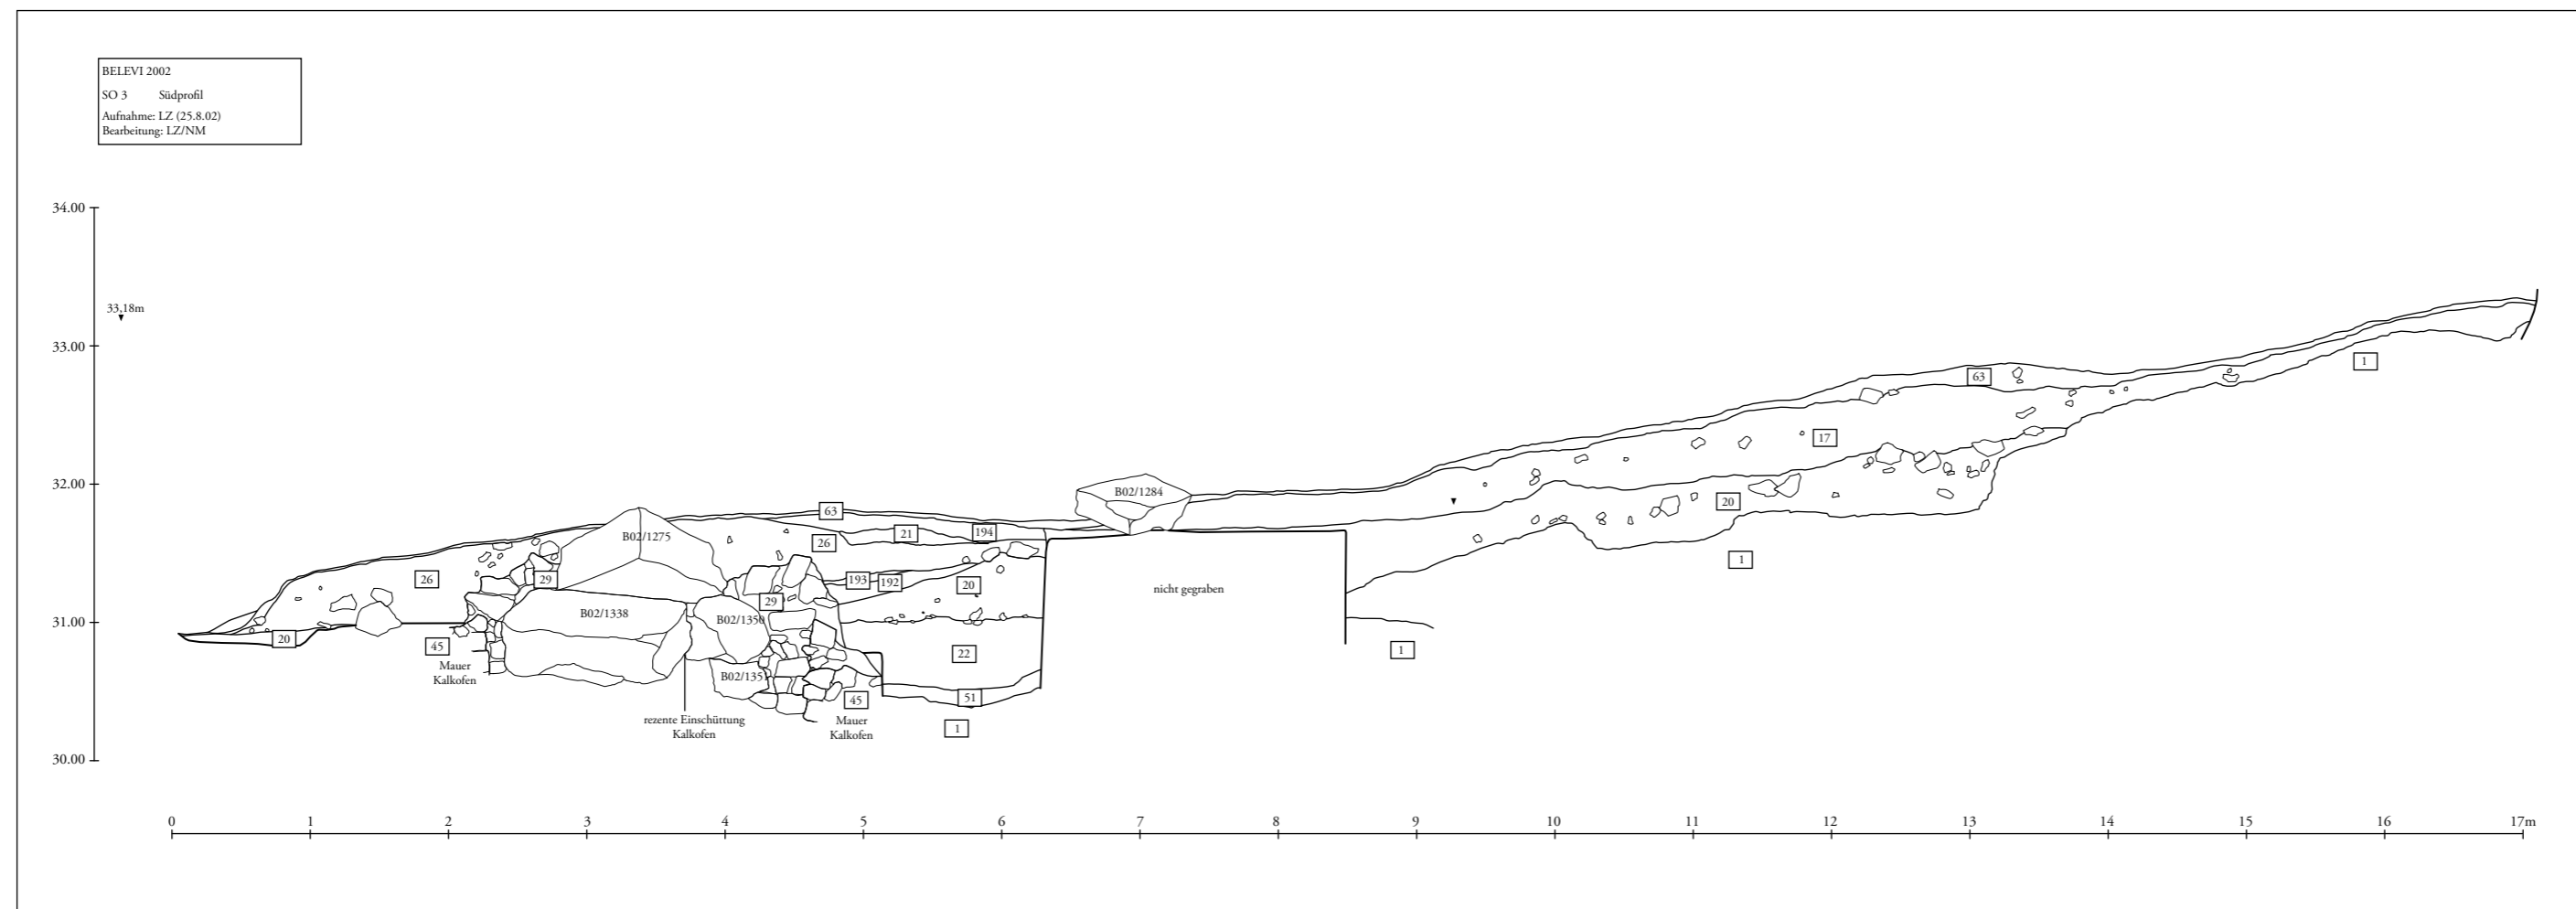 BELEVI 2002
SO 3 Südprofil
Aufnahme: LZ (25.8.02)
Bearbeitung: LZ/NM
34.00
33,18m
33.00
32.00
31.00
30.00
63
1
17
B02/1284
20
63
194
21
B02/1275
26
1
26
29
193
192
20
nicht gegraben
29
B02/1338
B02/1350
20
45
Mauer
Kalkofen
22
1
B02/1351
51
45
rezente Einschüttung
Kalkofen
Mauer
Kalkofen
1
0 1 2 3 4 5 6 7 8 9 10 11 12 13 14 15 16 17m